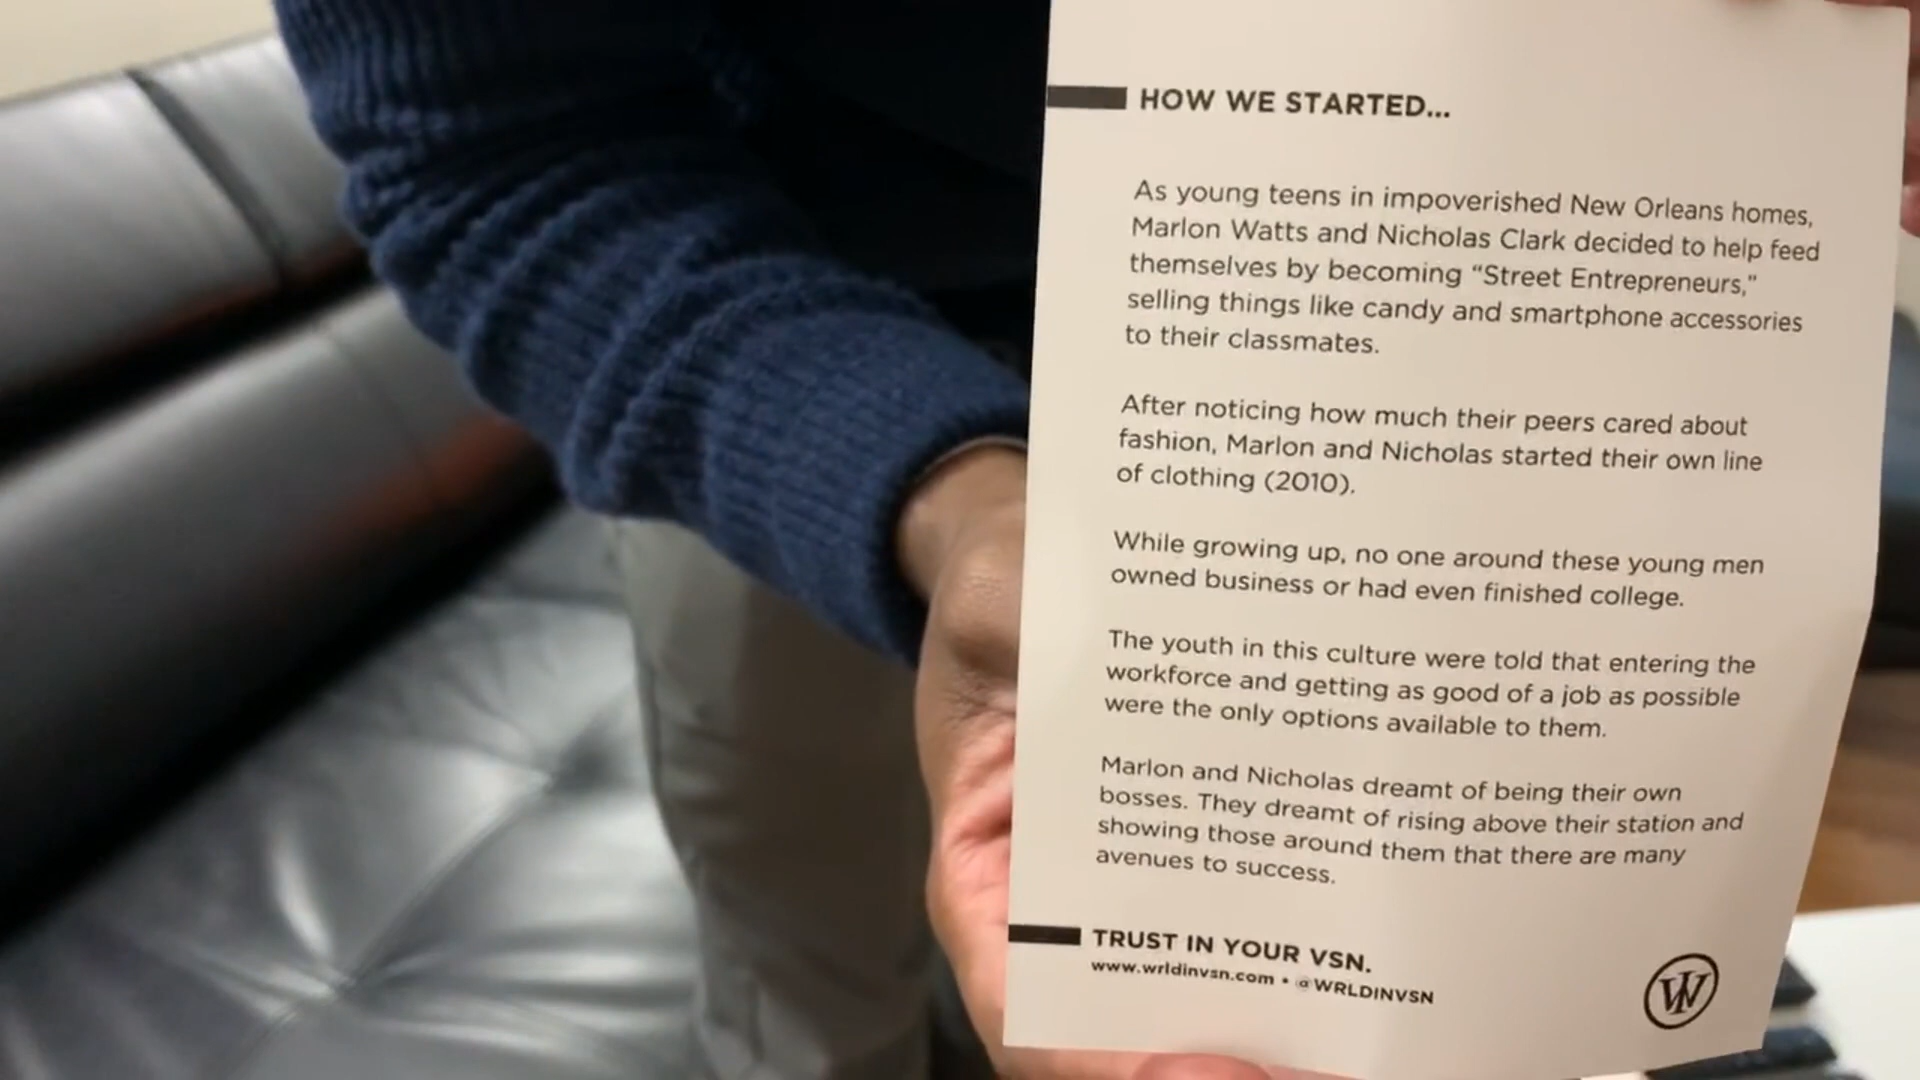 HOW WE STARTED...
As young teens in impoverished New Orleans homes,
Marlon Watts and Nicholas Clark decided to help feed
themselves by becoming “Street Entrepreneurs,”
selling things like candy and smartphone accessories
to their classmates.
After noticing how much their peers cared about
fashion, Marlon and Nicholas started their own line
of clothing (2010).
While growing up, no one around these young men
owned business or had even finished college.
The youth in this culture were told that entering the
workforce and getting as good of a job as possible
were the only options available to them.
Marlon and Nicholas dreamt of being their own
bosses. They dreamt of rising above their station and
showing those around them that there are many
avenues to success.
TRUST IN YOUR VSN.
www.wrldinvsn.com • @WRLDINVSN